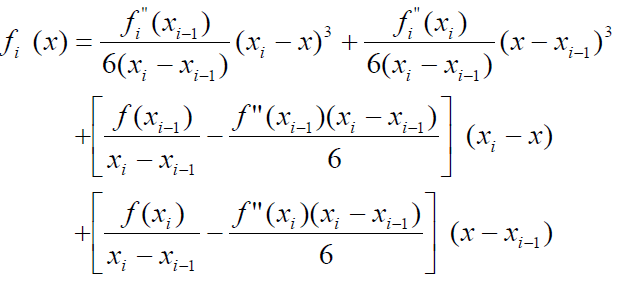 f_i (x) = \frac{f_i^{"}(x_{i-1})}{6(x_i - x_{i-1})}(x_i - x)^3 + \frac{f_i^{"}(x_i)}{6(x_i - x_{i-1})}(x - x_{i-1})^3
+ \left[ \frac{f(x_{i-1})}{x_i - x_{i-1}} - \frac{f"(x_{i-1})(x_i - x_{i-1})}{6} \right] (x_i - x)
+ \left[ \frac{f(x_i)}{x_i - x_{i-1}} - \frac{f"(x_i)(x_i - x_{i-1})}{6} \right] (x - x_{i-1})